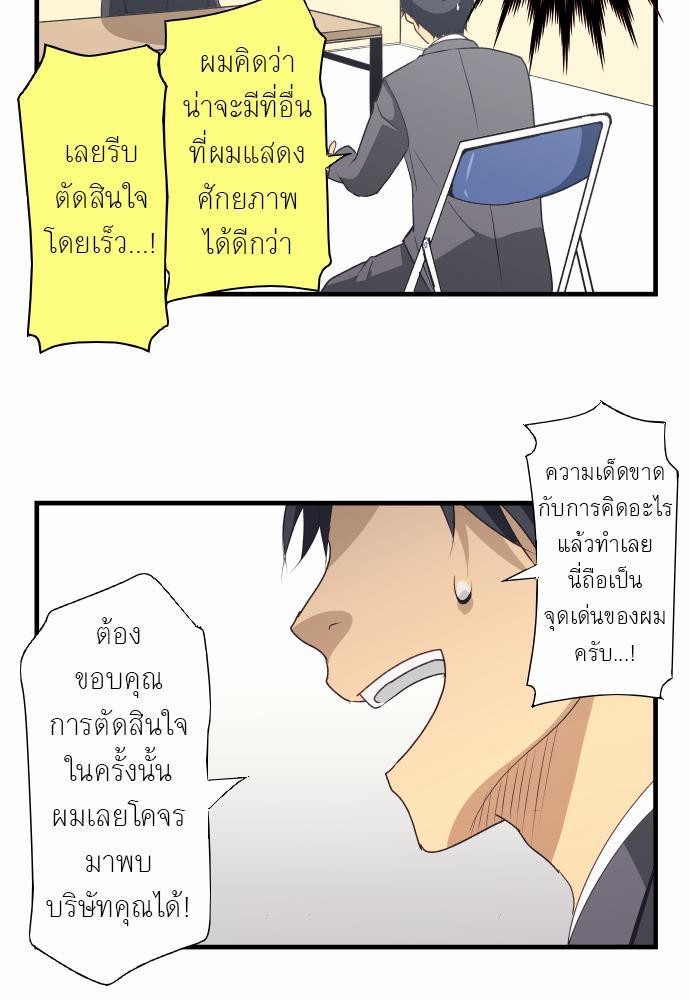 ผมคิดว่า
น่าจะมีที่อื่น
ที่ผมแสดง
ศักยภาพ
ได้ดีกว่า
เลยรีบ
ตัดสินใจ
โดยเร็ว...!
ความเด็ดขาด
กับการคิดอะไร
แล้วทำเลย
นี่ถือเป็น
จุดเด่นของผม
ครับ...!
ต้อง
ขอบคุณ
การตัดสินใจ
ในครั้งนั้น
ผมเลยโคจร
มาพบ
บริษัทคุณได้!